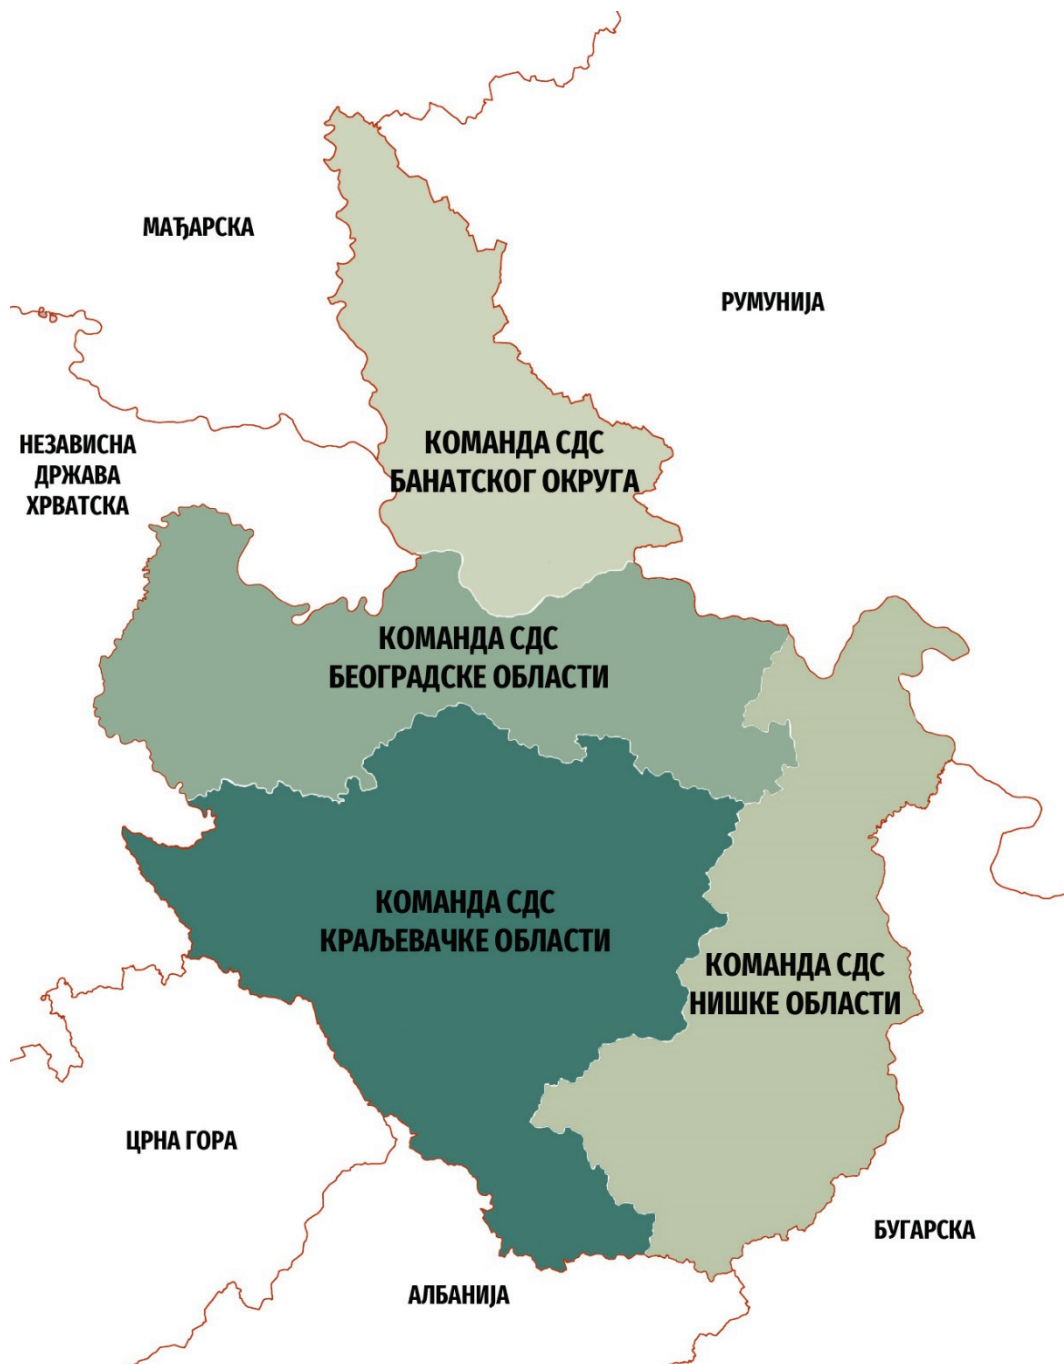 МАЂАРСКА
РУМУНИЈА
НЕЗАВИСНА
ДРЖАВА
ХРВАТСКА
КОМАНДА СДС
БАНАТСКОГ ОКРУГА
КОМАНДА СДС
БЕОГРАДСКЕ ОБЛАСТИ
КОМАНДА СДС
КРАЉЕВАЧКЕ ОБЛАСТИ
КОМАНДА СДС
НИШКЕ ОБЛАСТИ
ЦРНА ГОРА
БУГАРСКА
АЛБАНИЈА